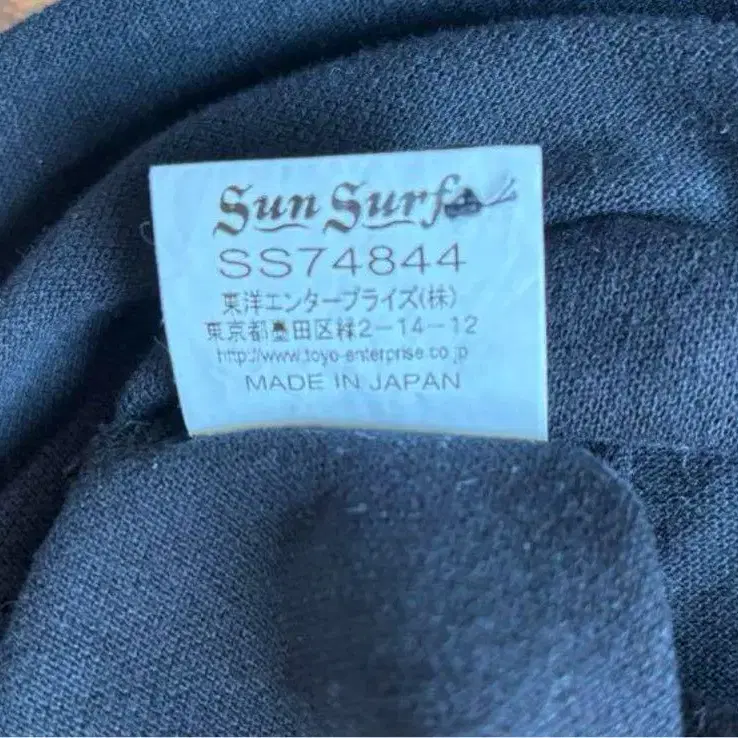 Sun Surf
SS74844
東洋エンタープライズ(株)
東京都墨田区緑2-14-12
http://www.toyo-enterprise.co.jp
MADE IN JAPAN